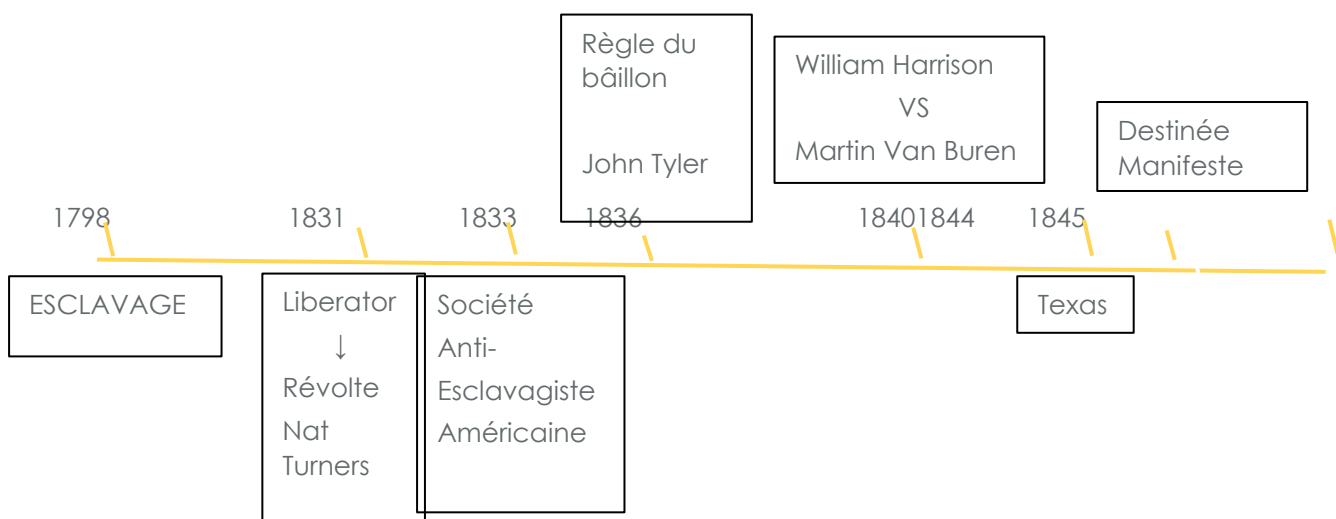 Règle du
bâillon
John Tyler
William Harrison
VS
Martin Van Buren
Destinée
Manifeste
1798
1831
1833
1836
18401844
1845
ESCLAVAGE
Liberator
↓
Révolte
Nat
Turners
Société
Anti-
Esclavagiste
Américaine
Texas